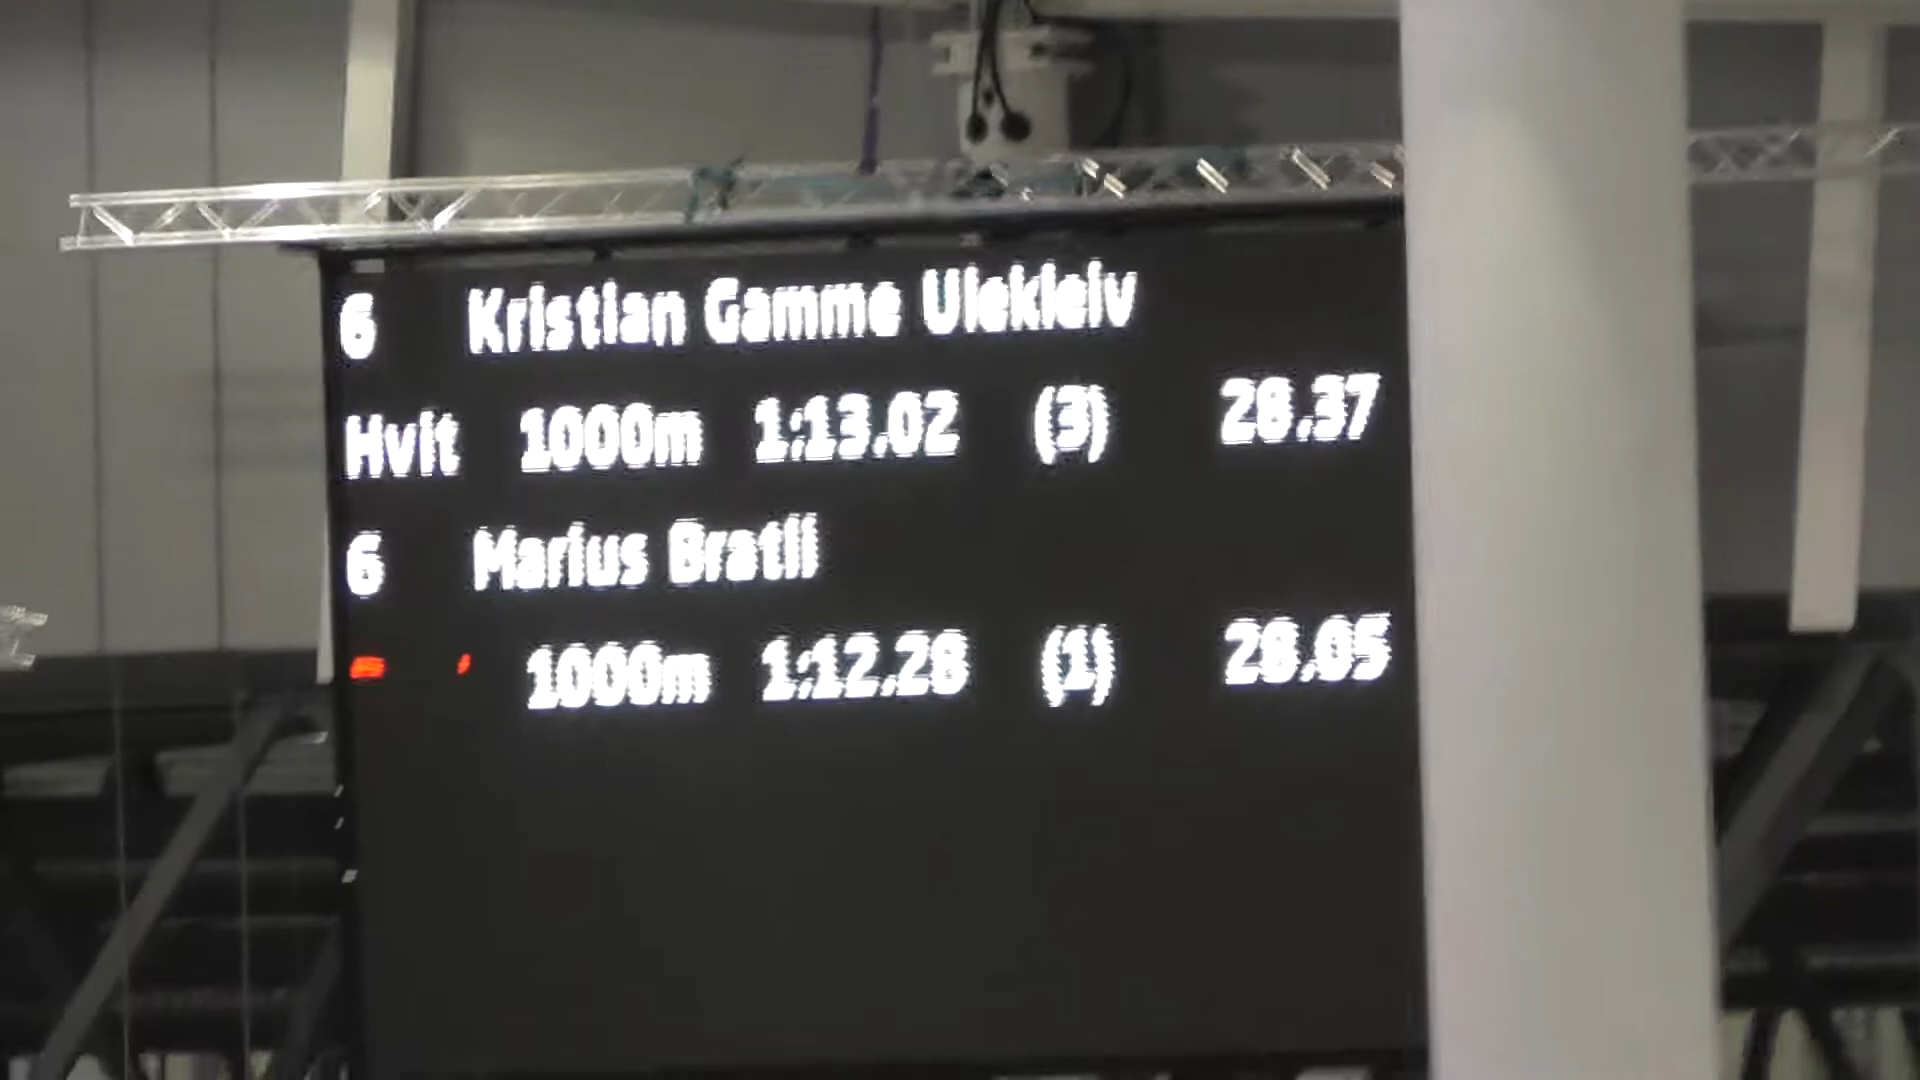 6 Kristian Gamme Ulekleiv
Hvit 1000m 1:13.02 (3) 28.37
6 Marius Bratli
1000m 1:12.28 (1) 28.05